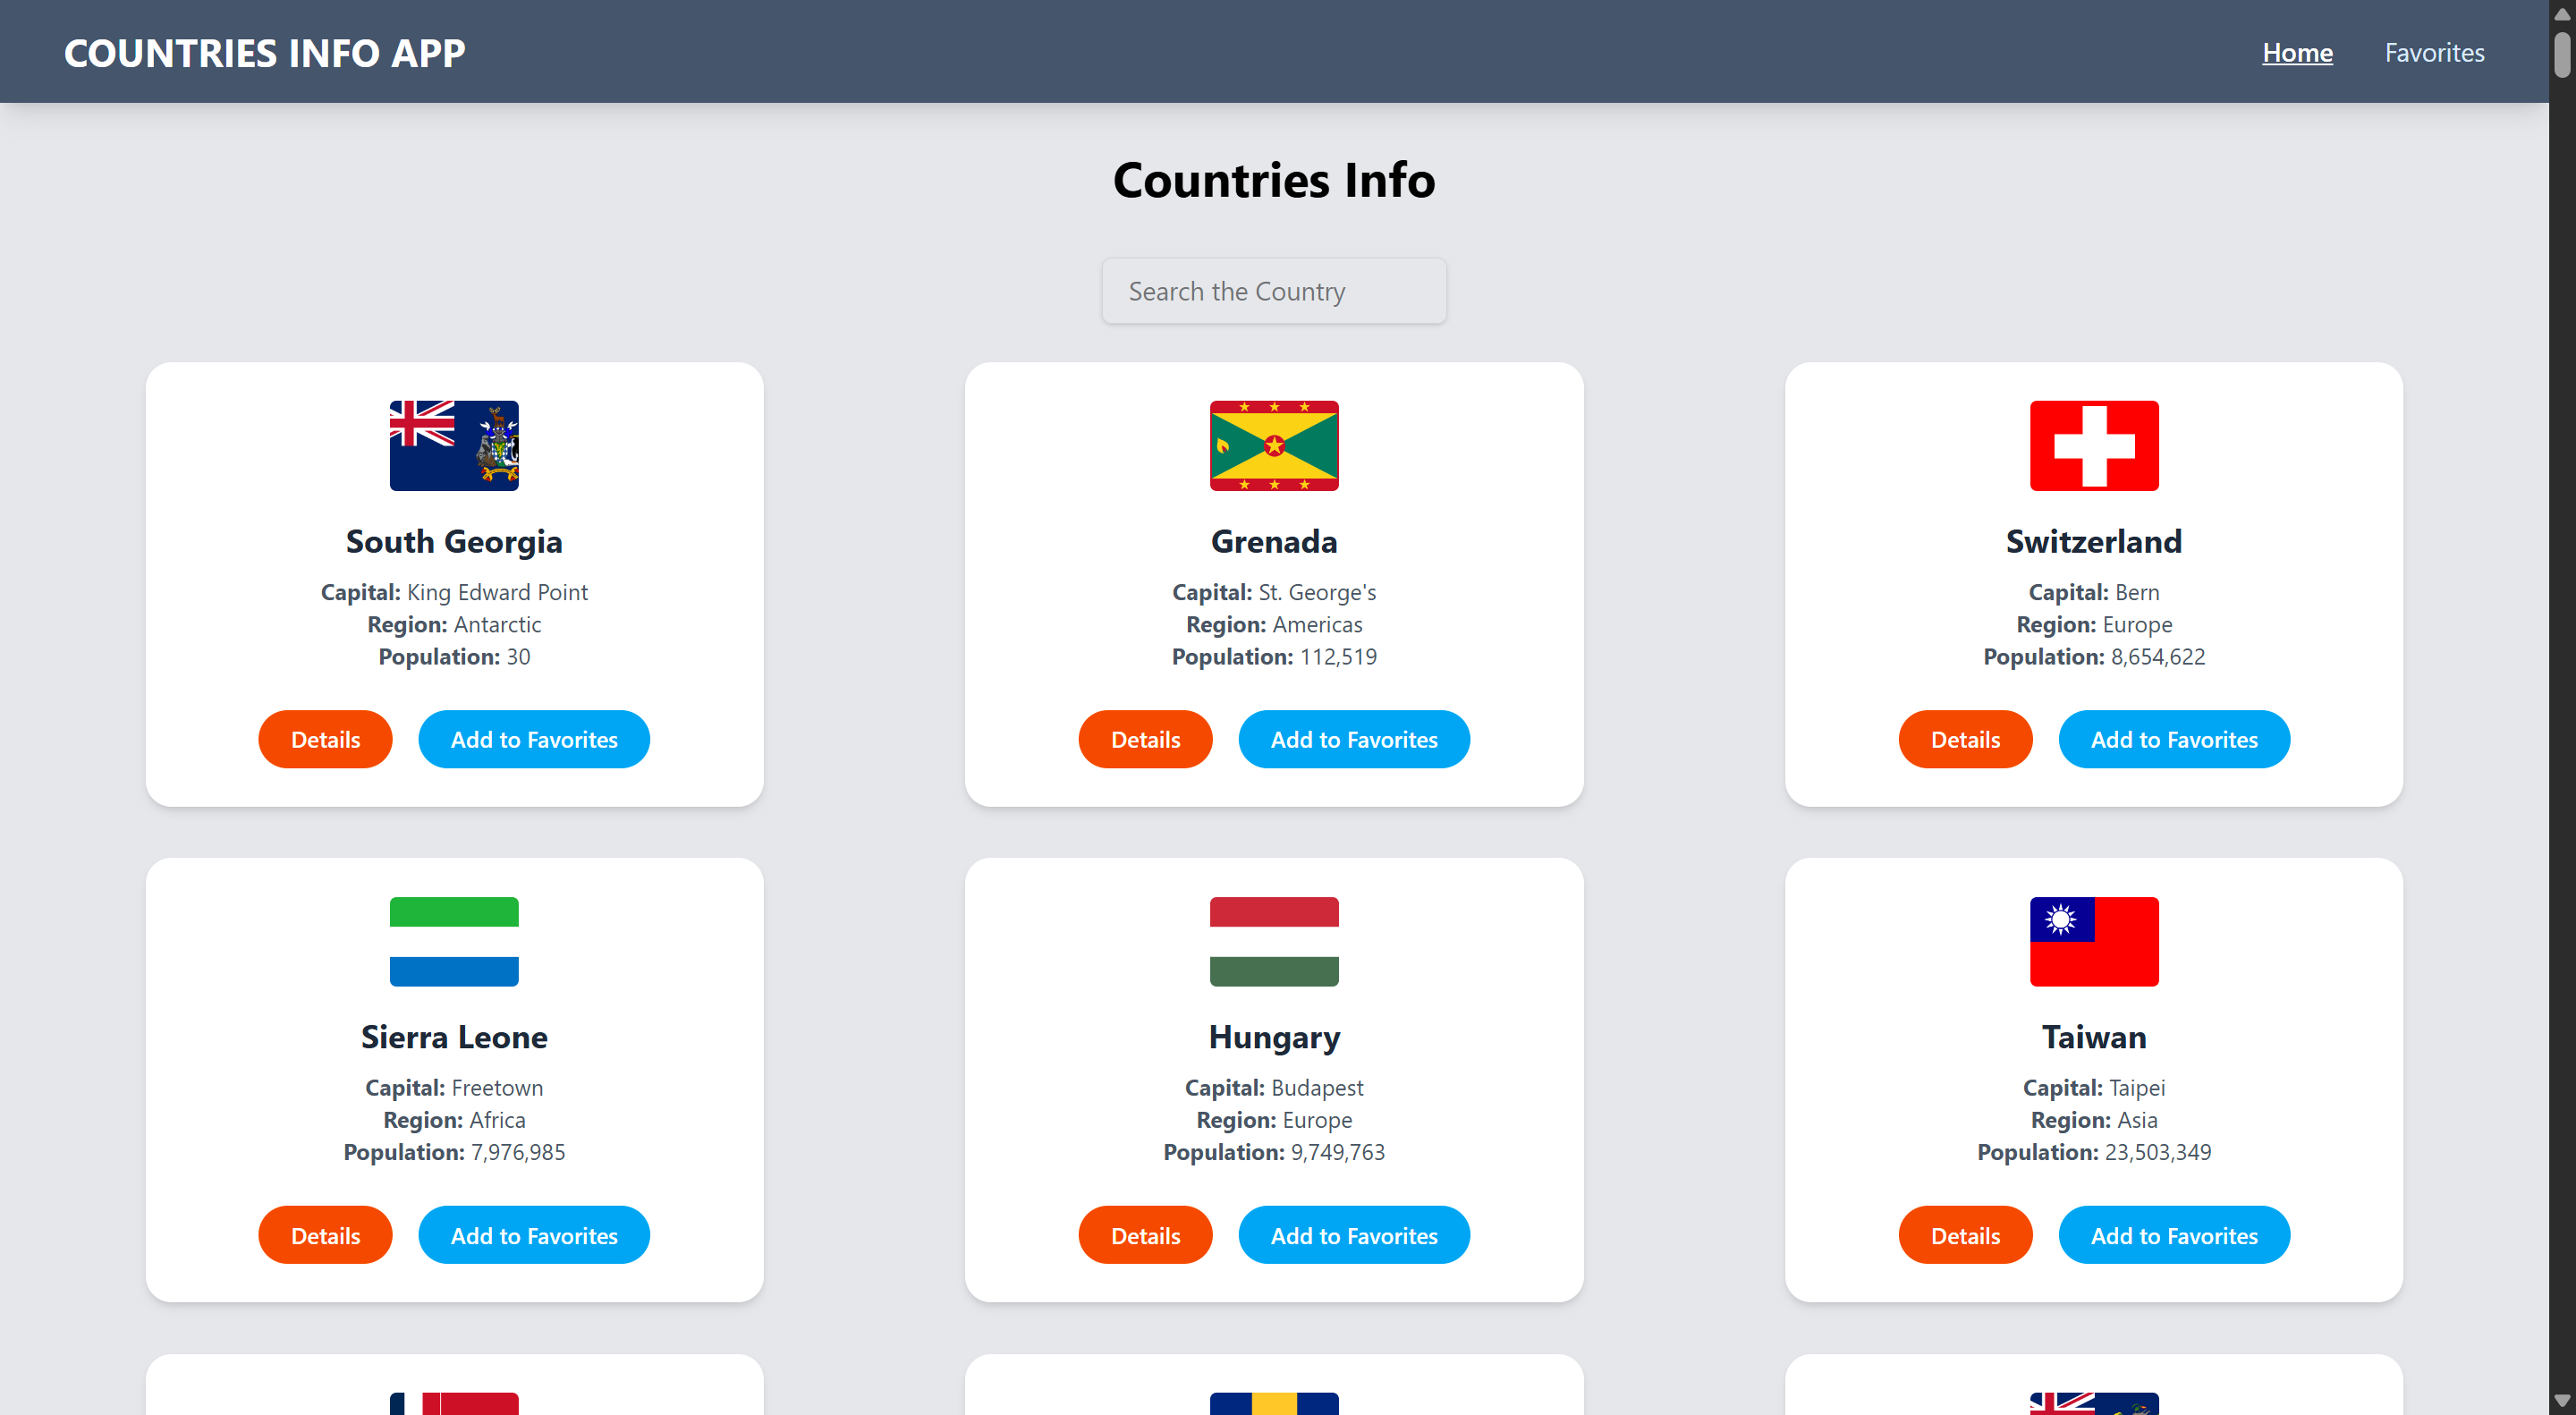 COUNTRIES INFO APP
Home
Favorites
Countries Info
Search the Country
South Georgia
Capital: King Edward Point
Region: Antarctic
Population: 30
Details
Add to Favorites
Grenada
Capital: St. George's
Region: Americas
Population: 112,519
Details
Add to Favorites
Switzerland
Capital: Bern
Region: Europe
Population: 8,654,622
Details
Add to Favorites
Sierra Leone
Capital: Freetown
Region: Africa
Population: 7,976,985
Details
Add to Favorites
Hungary
Capital: Budapest
Region: Europe
Population: 9,749,763
Details
Add to Favorites
Taiwan
Capital: Taipei
Region: Asia
Population: 23,503,349
Details
Add to Favorites